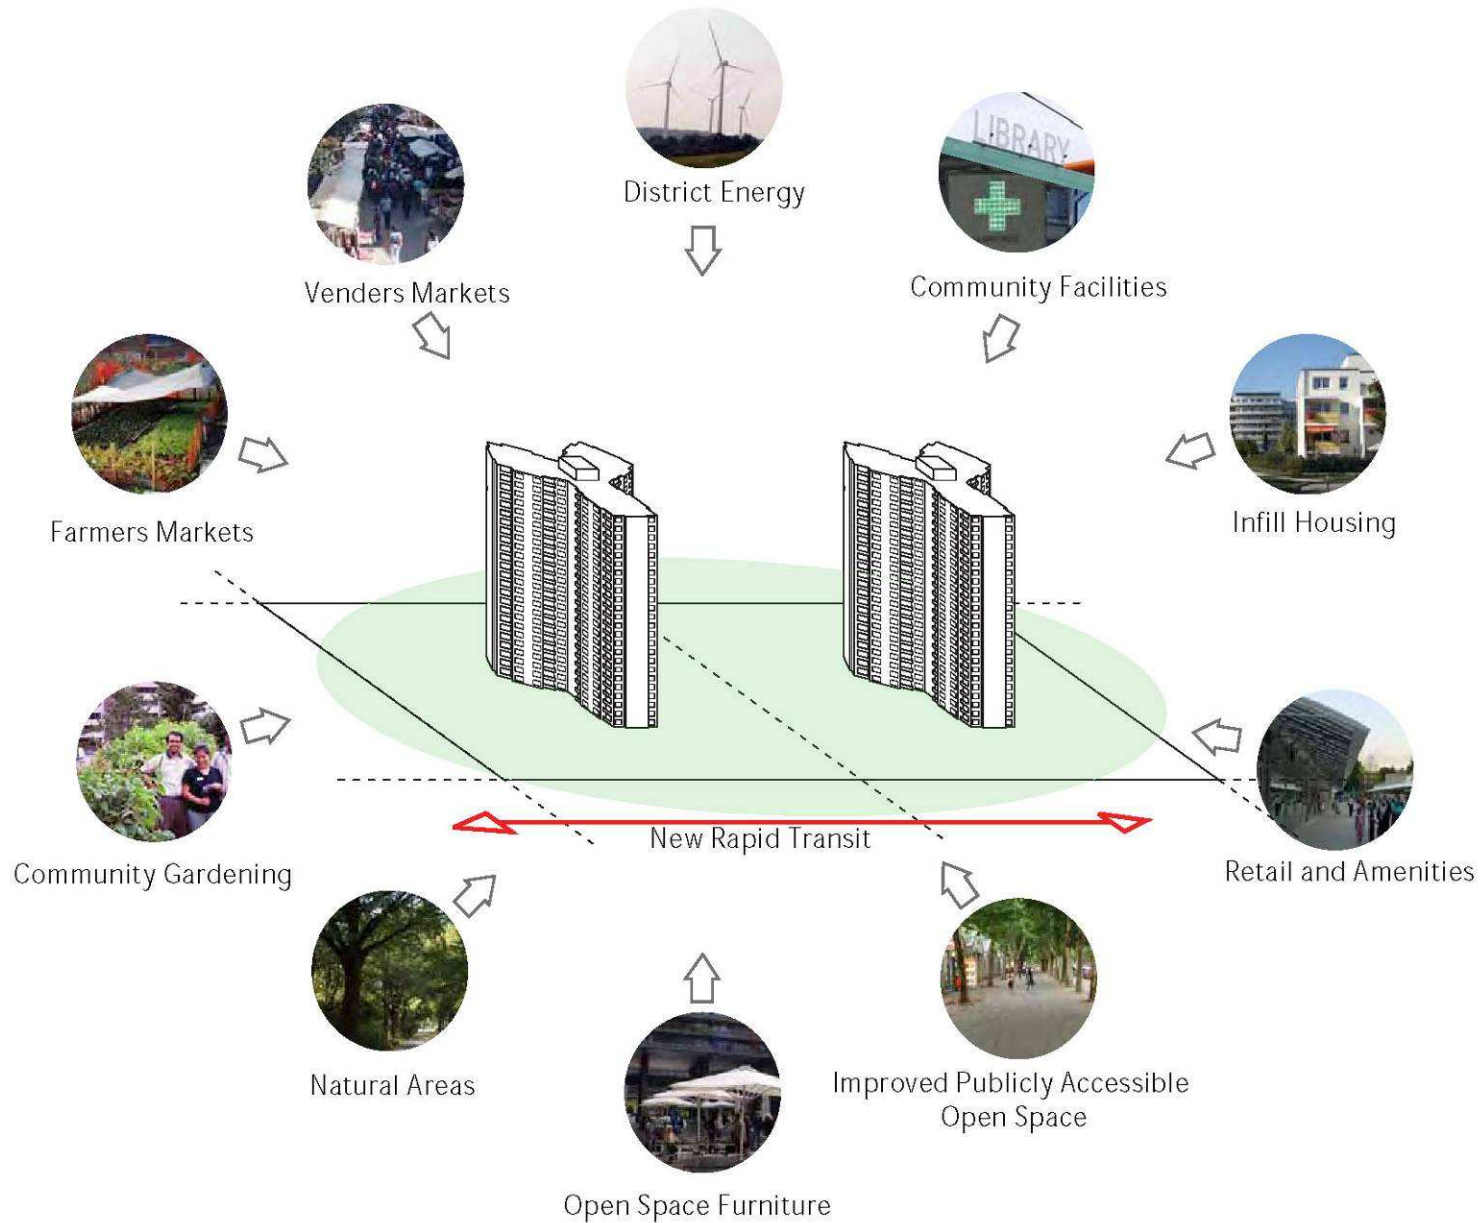 District Energy
LIBRARY
Venders Markets
Community Facilities
Farmers Markets
Infill Housing
New Rapid Transit
Community Gardening
Retail and Amenities
Natural Areas
Improved Publicly Accessible
Open Space
Open Space Furniture